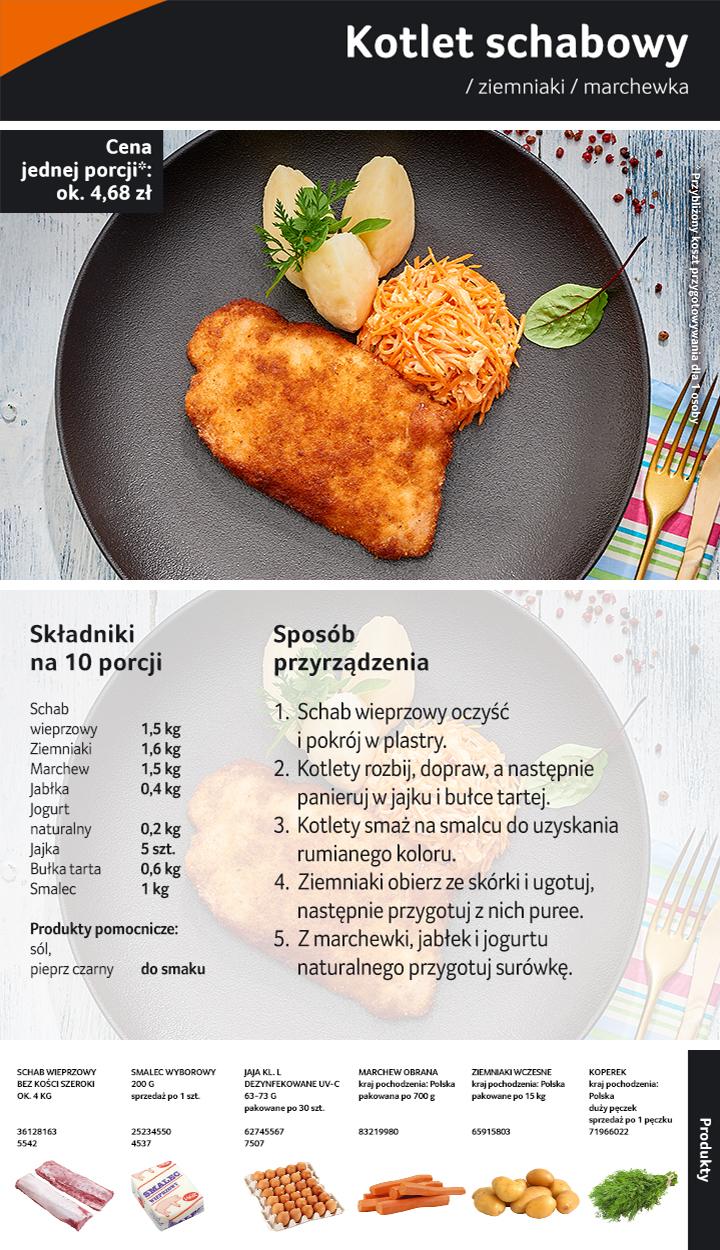 Kotlet schabowy
/ ziemniaki / marchewka
Cena
jednej porcji*:
ok. 4,68 zł
Przybliżony koszt przygotowywania dla 1 osoby
Składniki
na 10 porcji
Schab
wieprzowy 1,5 kg
Ziemniaki 1,6 kg
Marchew 1,5 kg
Jabłka 0,4 kg
Jogurt
naturalny 0,2 kg
Jajka 5 szt.
Bułka tarta 0,6 kg
Smalec 1 kg
Produkty pomocnicze:
sól,
pieprz czarny do smaku
Sposób
przyrządzenia
1. Schab wieprzowy oczyść
i pokrój w plastry.
2. Kotlety rozbij, dopraw, a następnie
panieruj w jajku i bułce tartej.
3. Kotlety smaż na smalcu do uzyskania
rumianego koloru.
4. Ziemniaki obierz ze skórki i ugotuj,
następnie przygotuj z nich puree.
5. Z marchewki, jabłek i jogurtu
naturalnego przygotuj surówkę.
SCHAB WIEPRZOWY
BEZ KOŚCI SZEROKI
OK. 4 KG
36128163
5542
SMALEC WYBOROWY
200 G
sprzedaż po 1 szt.
25234550
4537
SMALEC
WIEPRZOWY
JAJA KL. L
DEZYNFEKOWANE UV-C
63-73 G
pakowane po 30 szt.
62745567
7507
MARCHEW OBRANA
kraj pochodzenia: Polska
pakowana po 700 g
83219980
ZIEMNIAKI WCZESNE
kraj pochodzenia: Polska
pakowane po 15 kg
65915803
KOPEREK
kraj pochodzenia:
Polska
duży pęczek
sprzedaż po 1 pęczku
71966022
Produkty